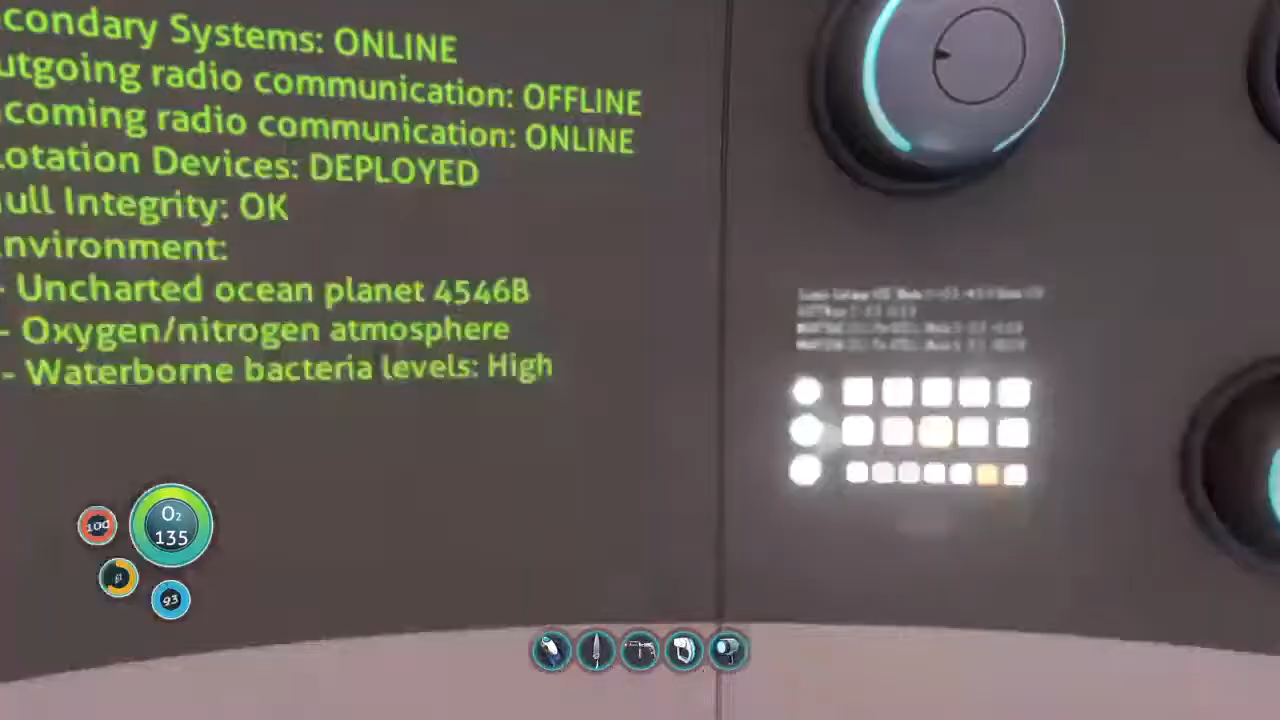 condary Systems: ONLINE
utgoing radio communication: OFFLINE
coming radio communication: ONLINE
lotation Devices: DEPLOYED
ull Integrity: OK
nvironment:
- Uncharted ocean planet 4546B
- Oxygen/nitrogen atmosphere
- Waterborne bacteria levels: High
O₂
135
100
93